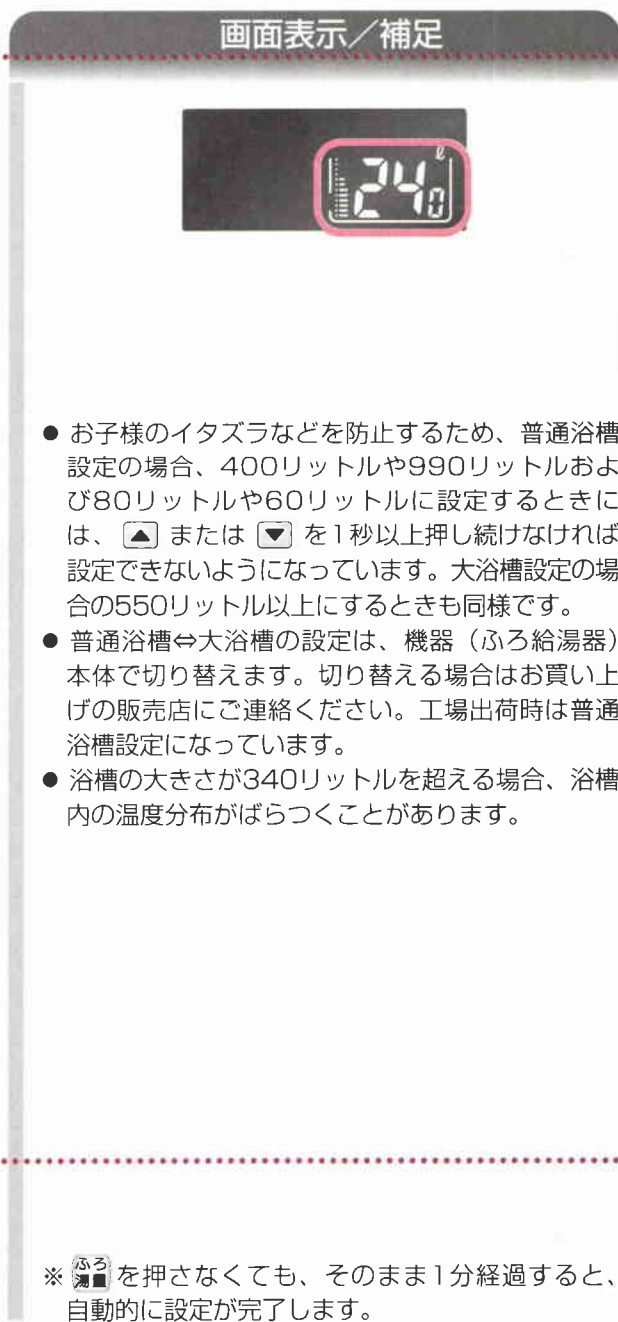 画面表示／補足
240ℓ
● お子様のイタズラなどを防止するため、普通浴槽
設定の場合、400リットルや990リットルおよ
び80リットルや60リットルに設定するときに
は、▲ または ▼ を1秒以上押し続けなければ
設定できないようになっています。大浴槽設定の場
合の550リットル以上にするときも同様です。
● 普通浴槽⇔大浴槽の設定は、機器（ふろ給湯器）
本体で切り替えます。切り替える場合はお買い上
げの販売店にご連絡ください。工場出荷時は普通
浴槽設定になっています。
● 浴槽の大きさが340リットルを超える場合、浴槽
内の温度分布がばらつくことがあります。
※ ふろ湯量 を押さなくても、そのまま1分経過すると、
自動的に設定が完了します。